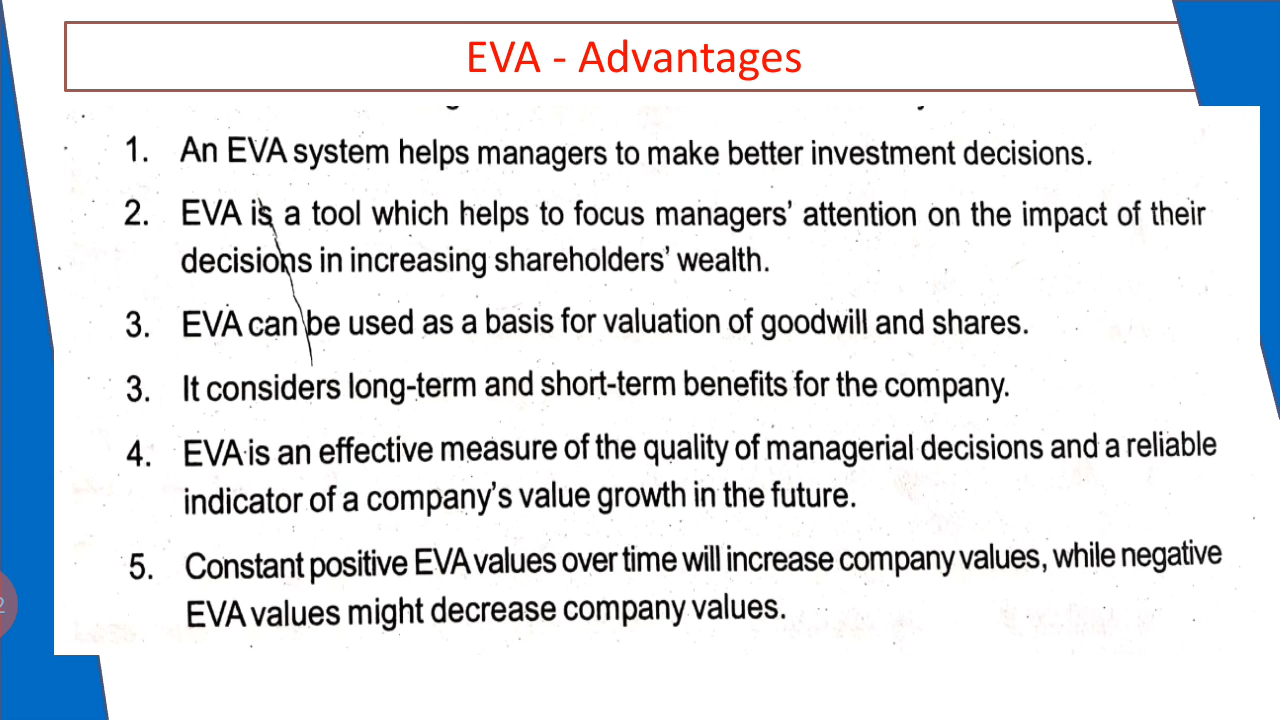 EVA - Advantages
1. An EVA system helps managers to make better investment decisions.
2. EVA is a tool which helps to focus managers' attention on the impact of their
decisions in increasing shareholders' wealth.
3. EVA can be used as a basis for valuation of goodwill and shares.
3. It considers long-term and short-term benefits for the company.
4. EVA is an effective measure of the quality of managerial decisions and a reliable
indicator of a company's value growth in the future.
5. Constant positive EVA values over time will increase company values, while negative
EVA values might decrease company values.
2